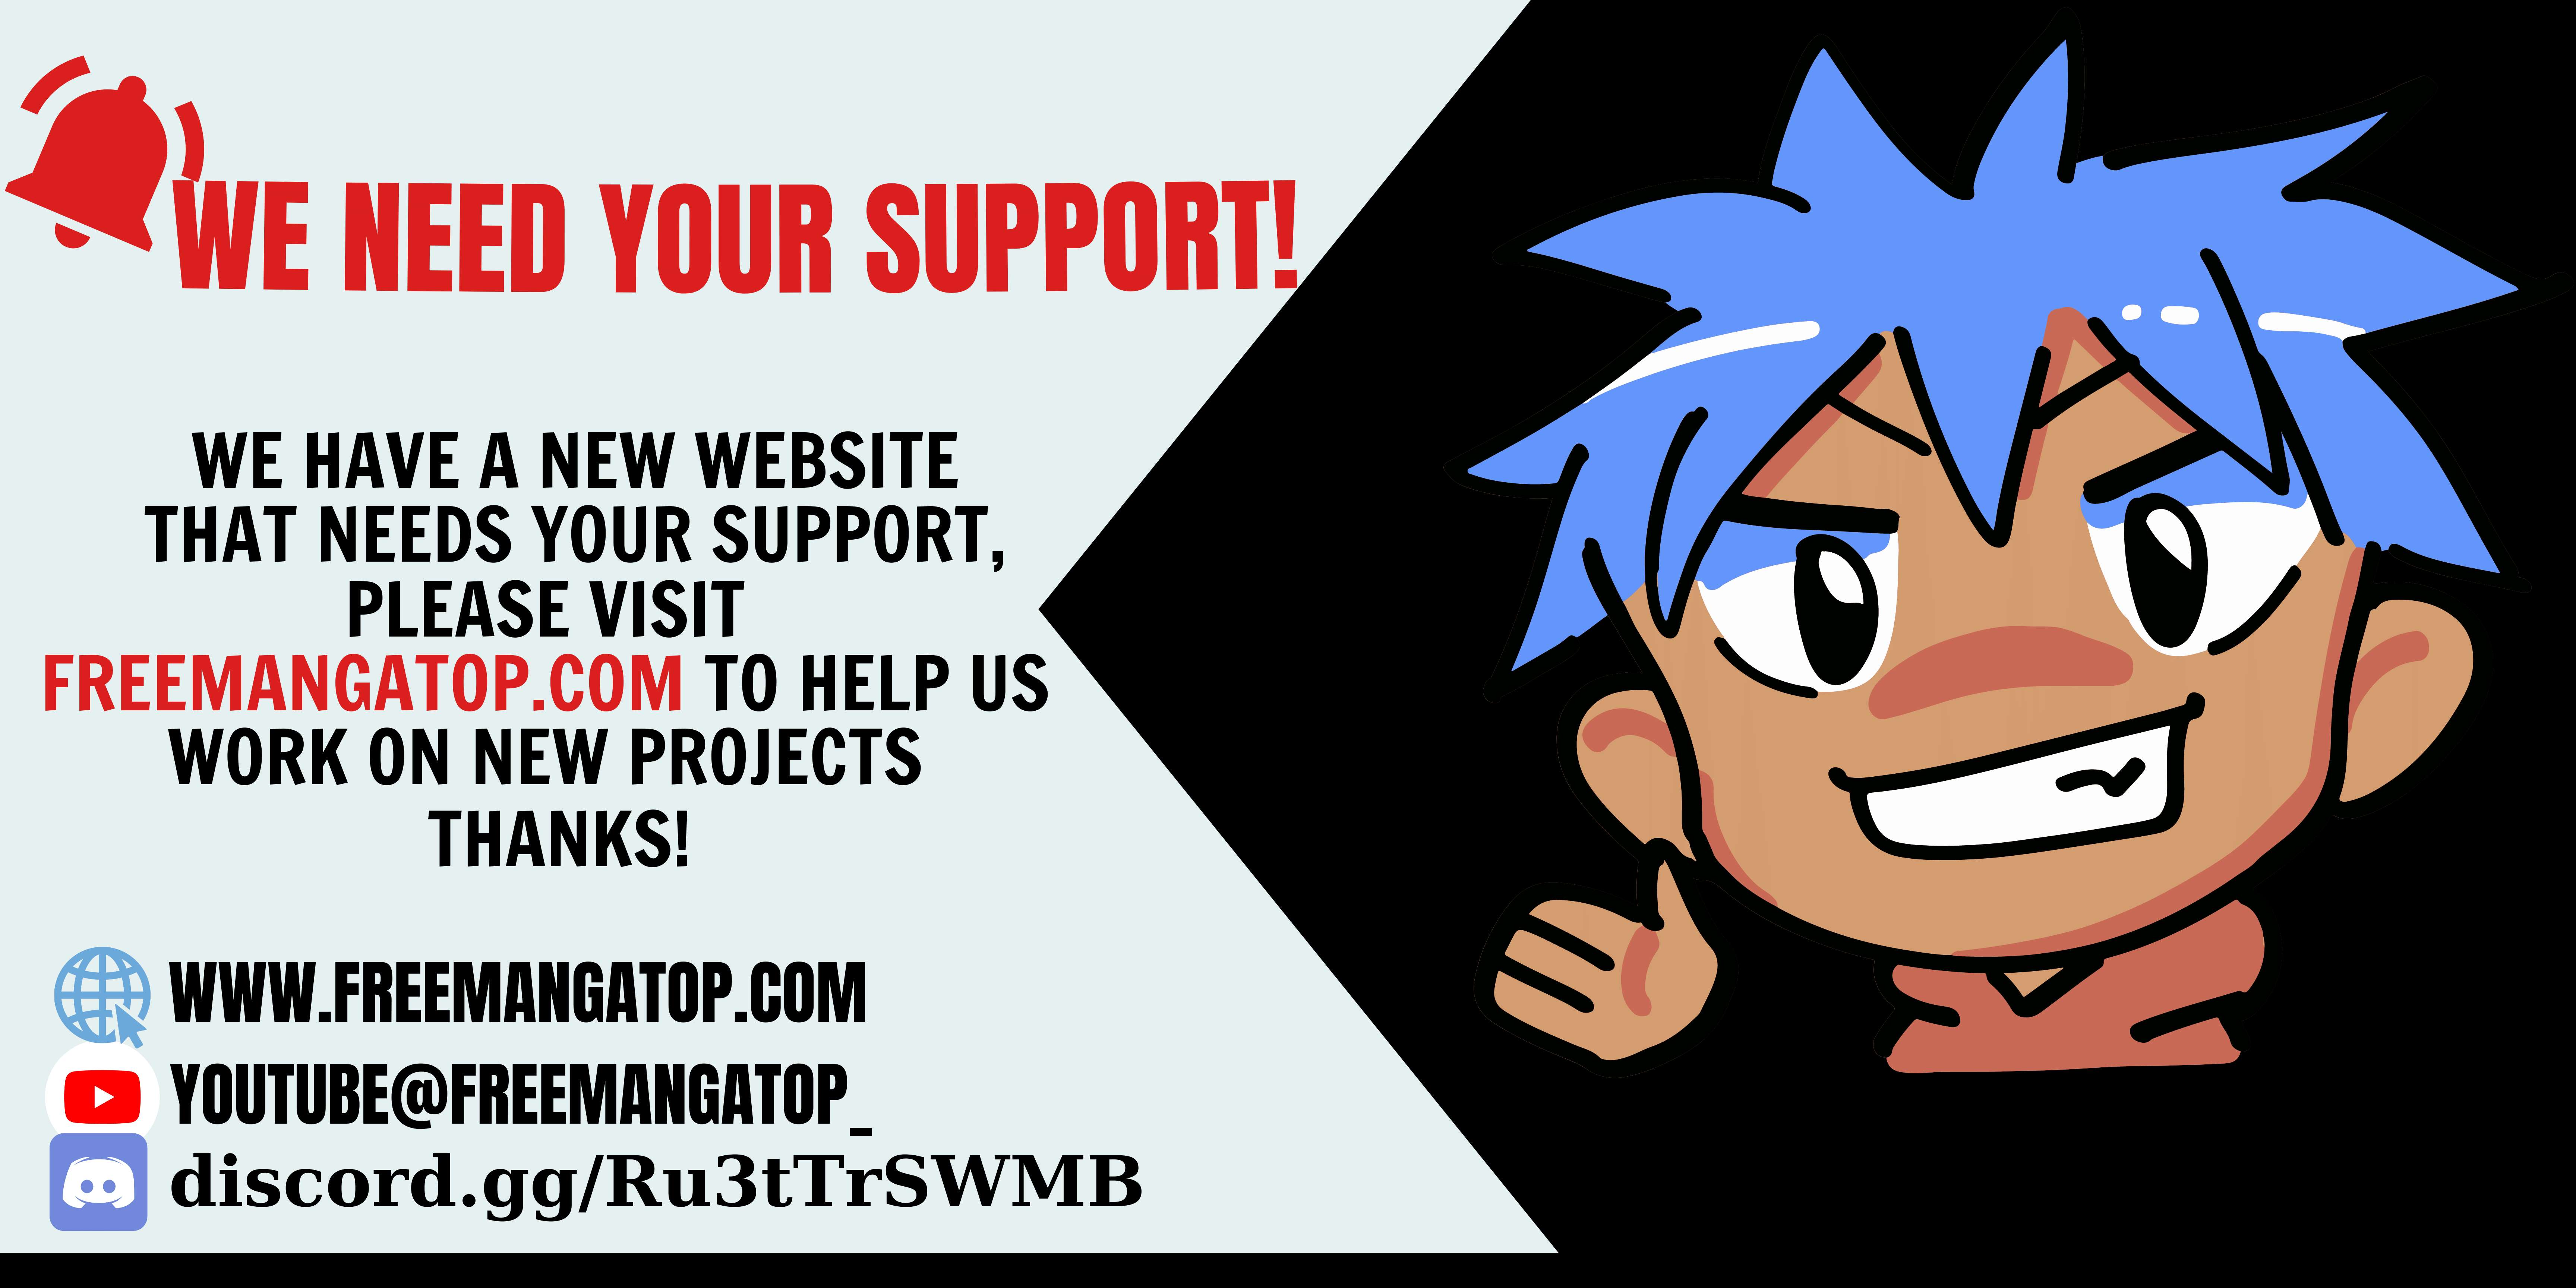 WE NEED YOUR SUPPORT!
WE HAVE A NEW WEBSITE
THAT NEEDS YOUR SUPPORT,
PLEASE VISIT
FREEMANGATOP.COM TO HELP US
WORK ON NEW PROJECTS
THANKS!
WWW.FREEMANGATOP.COM
YOUTUBE@FREEMANGATOP_
discord.gg/Ru3tTrSWMB